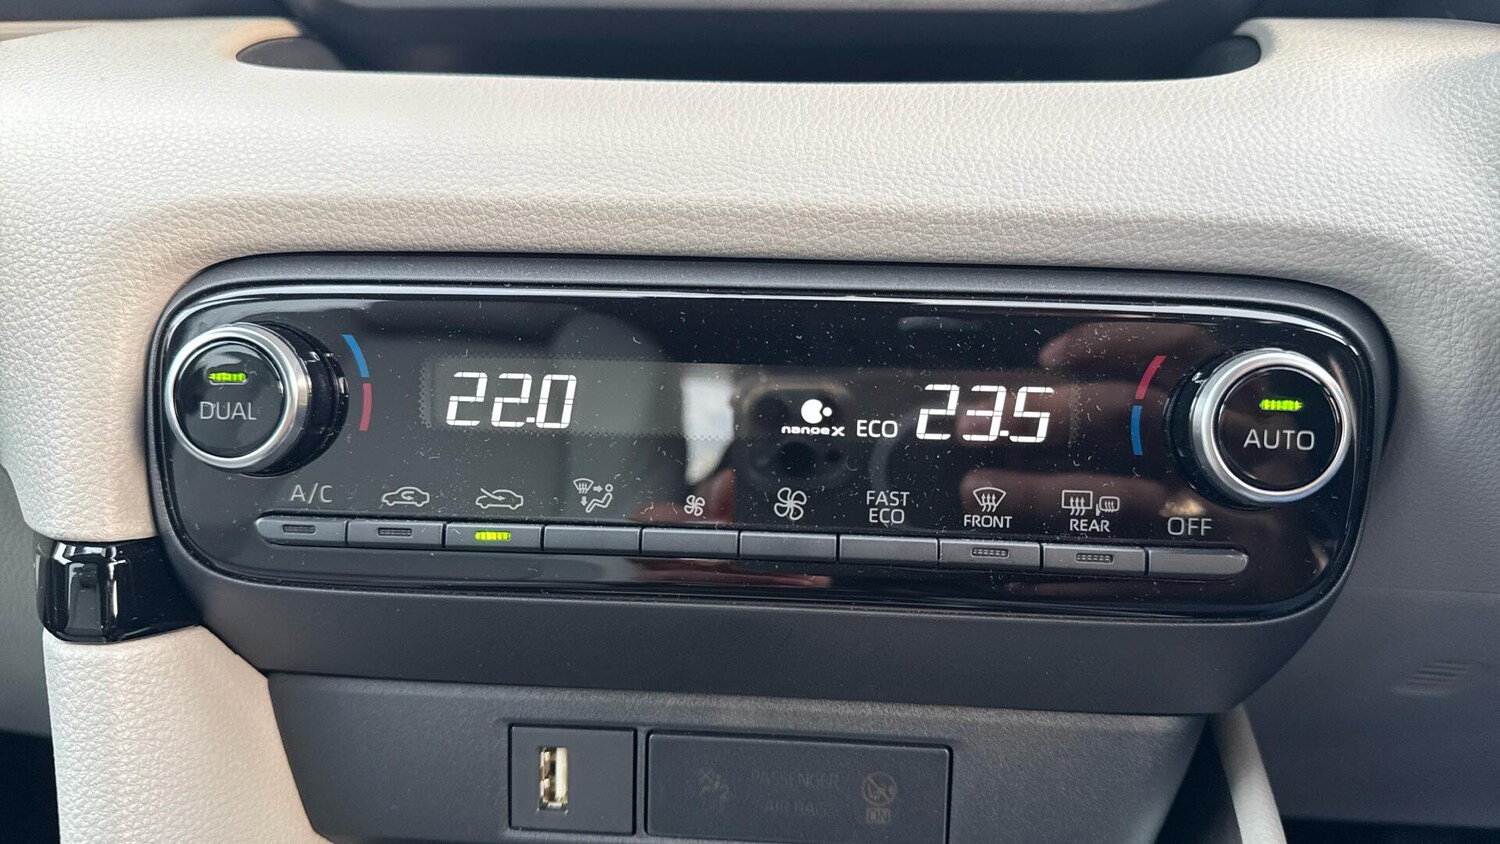 DUAL
22.0
nanoe X
ECO
23.5
AUTO
A/C
FAST
ECO
FRONT
REAR
OFF
PASSENGER
AIR BAG
ON